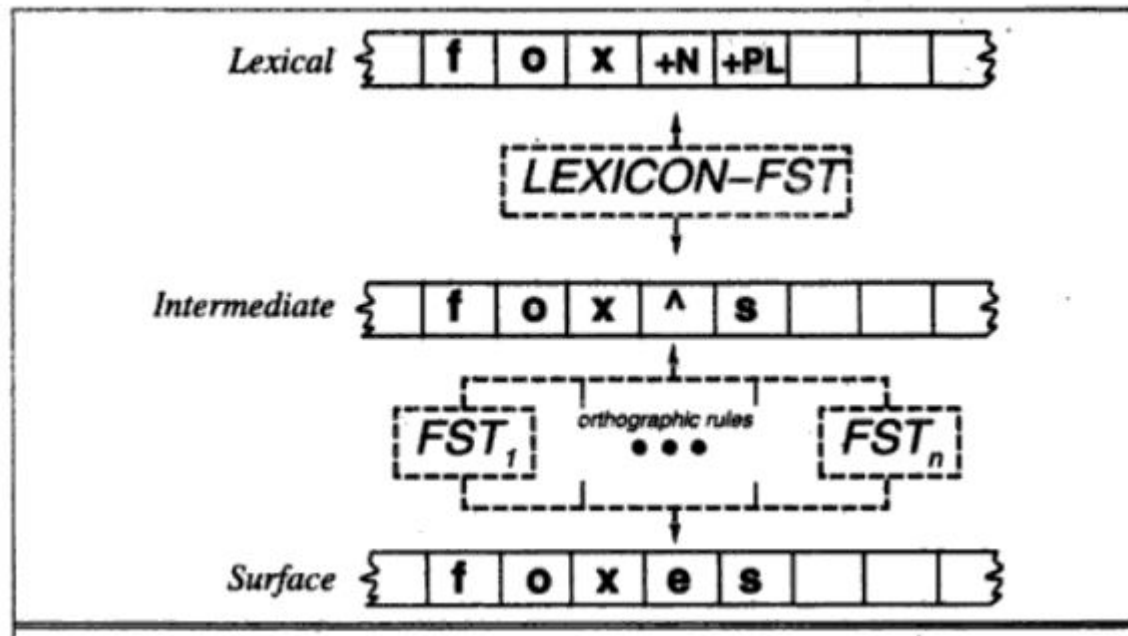 Lexical f o x +N +PL
LEXICON–FST
Intermediate f o x ^ s
orthographic rules
FST1 ••• FSTn
Surface f o x e s